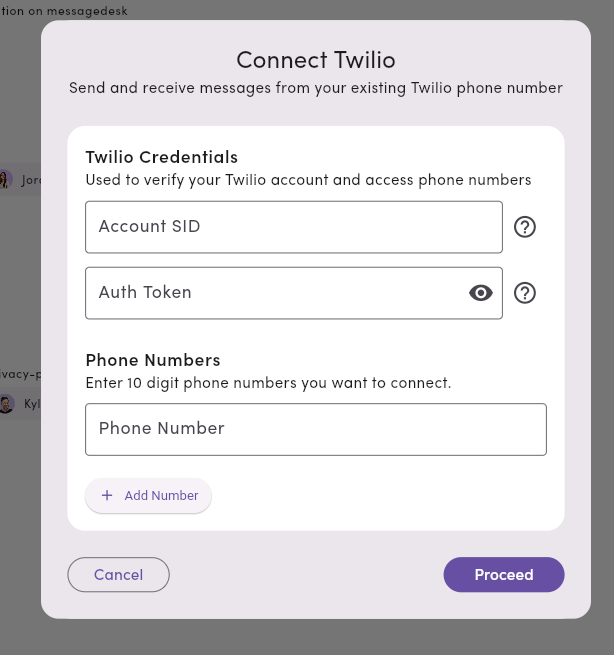 tion on messagedesk
Connect Twilio
Send and receive messages from your existing Twilio phone number
Twilio Credentials
Used to verify your Twilio account and access phone numbers
Jord
Account SID
Auth Token
Phone Numbers
ivacy-p
Enter 10 digit phone numbers you want to connect.
Kyl
Phone Number
+ Add Number
Cancel
Proceed